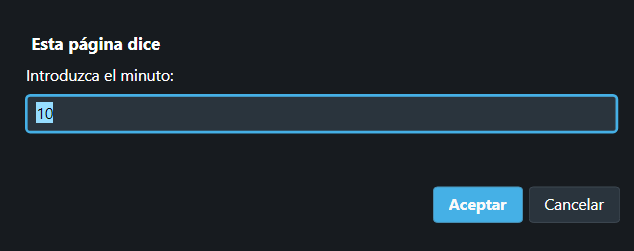 Esta página dice
Introduzca el minuto:
10
Aceptar
Cancelar